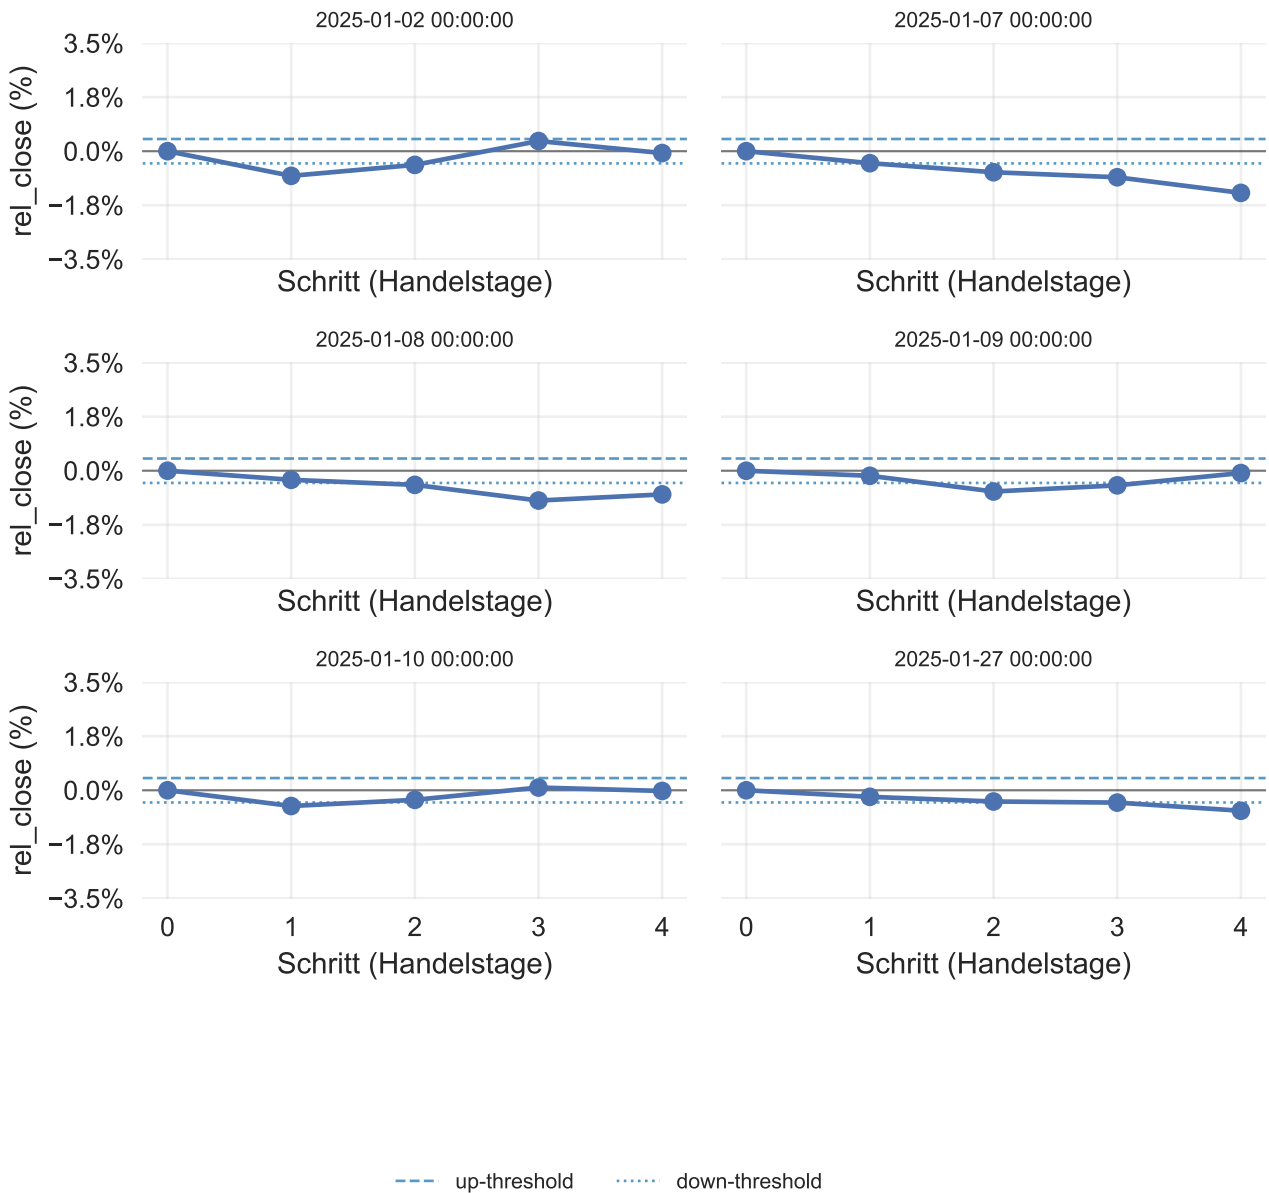 2025-01-02 00:00:00
2025-01-07 00:00:00
3.5%
1.8%
0.0%
−1.8%
−3.5%
rel_close (%)
Schritt (Handelstage)
Schritt (Handelstage)
2025-01-08 00:00:00
2025-01-09 00:00:00
3.5%
1.8%
0.0%
−1.8%
−3.5%
rel_close (%)
Schritt (Handelstage)
Schritt (Handelstage)
2025-01-10 00:00:00
2025-01-27 00:00:00
3.5%
1.8%
0.0%
−1.8%
−3.5%
rel_close (%)
0 1 2 3 4
0 1 2 3 4
Schritt (Handelstage)
Schritt (Handelstage)
up-threshold
down-threshold